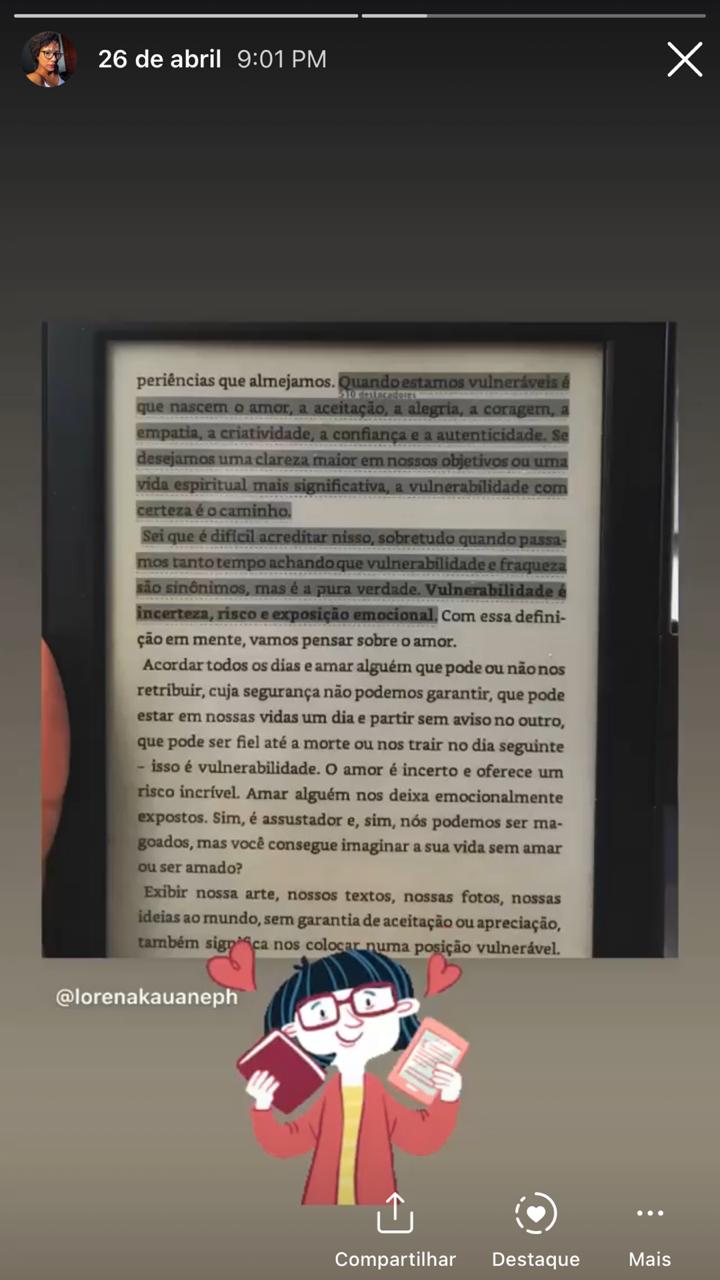 26 de abril 9:01 PM
periências que almejamos. Quando estamos vulneráveis é
510 destacadores
que nascem o amor, a aceitação, a alegria, a coragem, a
empatia, a criatividade, a confiança e a autenticidade. Se
desejamos uma clareza maior em nossos objetivos ou uma
vida espiritual mais significativa, a vulnerabilidade com
certeza é o caminho.
Sei que é difícil acreditar nisso, sobretudo quando passa-
mos tanto tempo achando que vulnerabilidade e fraqueza
são sinônimos, mas é a pura verdade. Vulnerabilidade é
incerteza, risco e exposição emocional. Com essa defini-
ção em mente, vamos pensar sobre o amor.
Acordar todos os dias e amar alguém que pode ou não nos
retribuir, cuja segurança não podemos garantir, que pode
estar em nossas vidas um dia e partir sem aviso no outro,
que pode ser fiel até a morte ou nos trair no dia seguinte
– isso é vulnerabilidade. O amor é incerto e oferece um
risco incrível. Amar alguém nos deixa emocionalmente
expostos. Sim, é assustador e, sim, nós podemos ser ma-
goados, mas você consegue imaginar a sua vida sem amar
ou ser amado?
Exibir nossa arte, nossos textos, nossas fotos, nossas
ideias ao mundo, sem garantia de aceitação ou apreciação,
também significa nos colocar numa posição vulnerável.
@lorenakauaneph
Compartilhar Destaque Mais